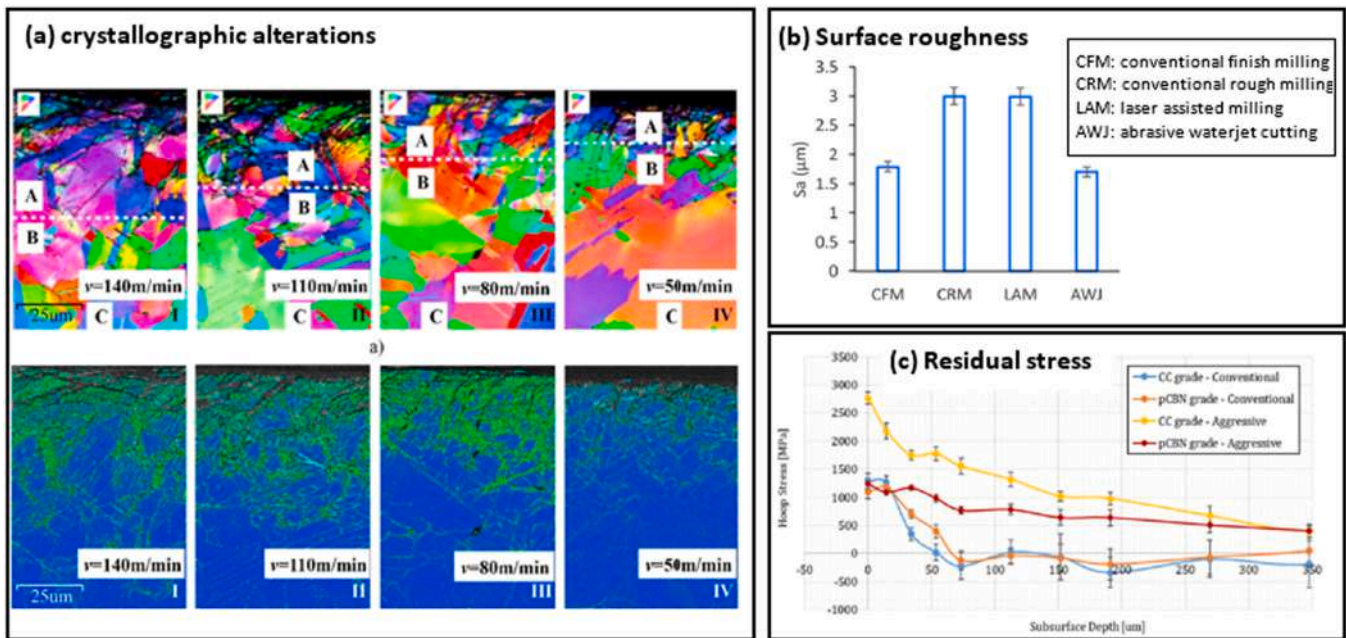 (a) crystallographic alterations
A
B
v=140m/min
25um
C
I
A
B
v=110m/min
C
II
A
B
v=80m/min
C
III
A
B
v=50m/min
C
IV
a)
v=140m/min
25um
I
v=110m/min
II
v=80m/min
III
v=50m/min
IV
(b) Surface roughness
CFM: conventional finish milling
CRM: conventional rough milling
LAM: laser assisted milling
AWJ: abrasive waterjet cutting
Sa (µm)
3.5
3
2.5
2
1.5
1
0.5
0
CFM CRM LAM AWJ
(c) Residual stress
CC grade - Conventional
pCBN grade - Conventional
CC grade - Aggressive
pCBN grade - Aggressive
Hoop Stress [MPa]
3500
3000
2500
2000
1500
1000
500
0
-500
-1000
-50 0 50 100 150 200 250 300 350
Subsurface Depth [um]